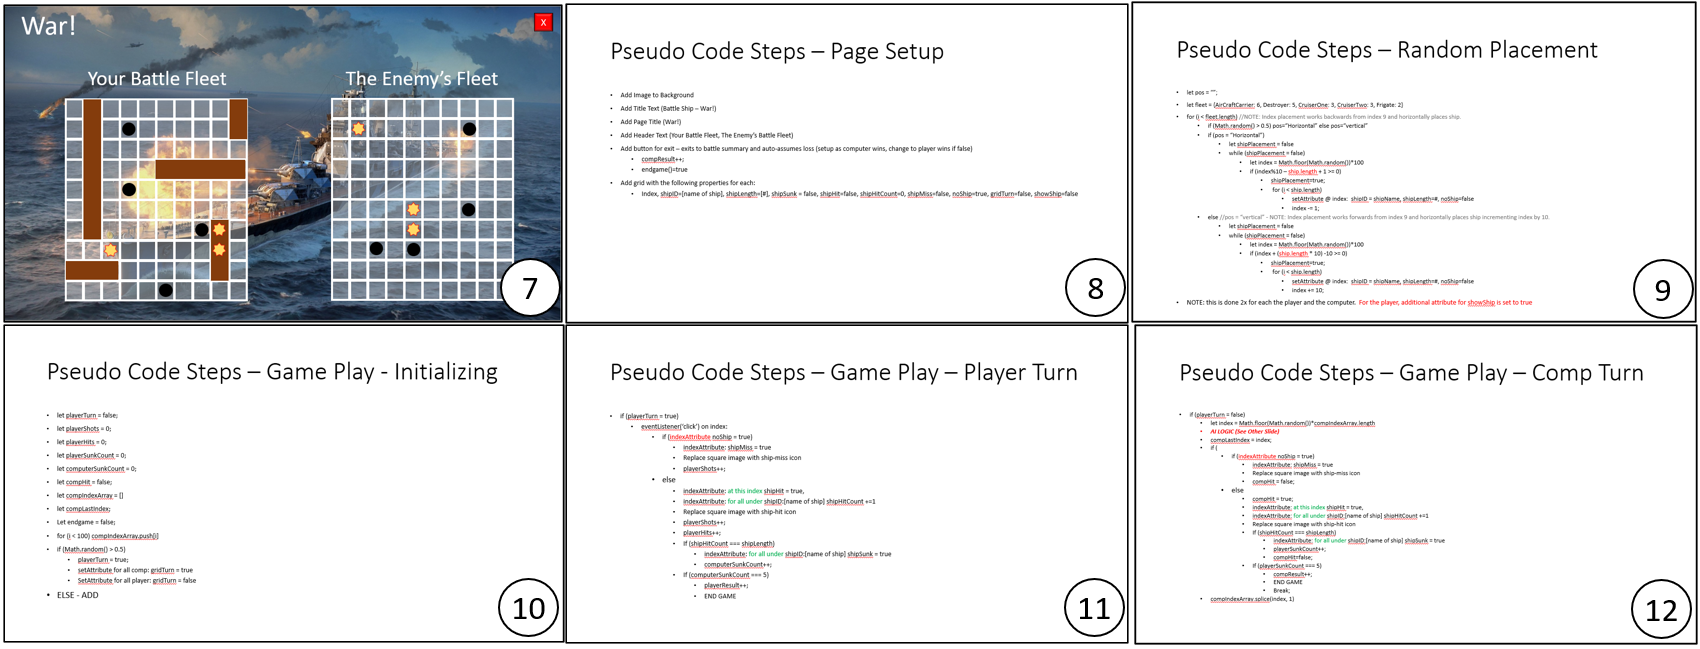 War!
X
Your Battle Fleet
The Enemy's Fleet
7
Pseudo Code Steps – Page Setup
• Add Image to Background
• Add Title Text (Battle Ship – War!)
• Add Page Title (War!)
• Add Header Text (Your Battle Fleet, The Enemy's Battle Fleet)
• Add button for exit – exits to battle summary and auto-assumes loss (setup as computer wins, change to player wins if false)
• compResult++;
• endgame()=true
• Add grid with the following properties for each:
• Index, shipID=[name of ship], shipLength=[#], shipSunk = false, shipHit=false, shipHitCount=0, shipMiss=false, noShip=true, gridTurn=false, showShip=false
8
Pseudo Code Steps – Random Placement
• let pos = "";
• let fleet = {AirCraftCarrier: 6, Destroyer: 5, CruiserOne: 3, CruiserTwo: 3, Frigate: 2}
• for (i < fleet.length) //NOTE: Index placement works backwards from index 9 and horizontally places ship.
• if (Math.random() > 0.5) pos="Horizontal" else pos="vertical"
• if (pos = "Horizontal")
• let shipPlacement = false
• while (shipPlacement = false)
• let index = Math.floor(Math.random())*100
• if (index%10 – ship.length + 1 >= 0)
• shipPlacement=true;
• for (i < ship.length)
• setAttribute @ index: shipID = shipName, shipLength=#, noShip=false
• index -= 1;
• else //pos = "vertical" - NOTE: Index placement works forwards from index 9 and horizontally places ship incrementing index by 10.
• let shipPlacement = false
• while (shipPlacement = false)
• let index = Math.floor(Math.random())*100
• if (index + (ship.length * 10) -10 >= 0)
• shipPlacement=true;
• for (i < ship.length)
• setAttribute @ index: shipID = shipName, shipLength=#, noShip=false
• index += 10;
• NOTE: this is done 2x for each the player and the computer. For the player, additional attribute for showShip is set to true
9
Pseudo Code Steps – Game Play - Initializing
• let playerTurn = false;
• let playerShots = 0;
• let playerHits = 0;
• let playerSunkCount = 0;
• let computerSunkCount = 0;
• let compHit = false;
• let compIndexArray = []
• let compLastIndex;
• Let endgame = false;
• for (i < 100) compIndexArray.push[i]
• if (Math.random() > 0.5)
• playerTurn = true;
• setAttribute for all comp: gridTurn = true
• SetAttribute for all player: gridTurn = false
• ELSE - ADD
10
Pseudo Code Steps – Game Play – Player Turn
• if (playerTurn = true)
• eventListener('click') on index:
• if (indexAttribute noShip = true)
• indexAttribute: shipMiss = true
• Replace square image with ship-miss icon
• playerShots++;
• else
• indexAttribute: at this index shipHit = true,
• indexAttribute: for all under shipID:[name of ship] shipHitCount +=1
• Replace square image with ship-hit icon
• playerShots++;
• playerHits++;
• If (shipHitCount === shipLength)
• indexAttribute: for all under shipID:[name of ship] shipSunk = true
• computerSunkCount++;
• If (computerSunkCount === 5)
• playerResult++;
• END GAME
11
Pseudo Code Steps – Game Play – Comp Turn
• if (playerTurn = false)
• let index = Math.floor(Math.random())*compIndexArray.length
• AI LOGIC (See Other Slide)
• compLastIndex = index;
• if (
• if (indexAttribute noShip = true)
• indexAttribute: shipMiss = true
• Replace square image with ship-miss icon
• compHit = false;
• else
• compHit = true;
• indexAttribute: at this index shipHit = true,
• indexAttribute: for all under shipID:[name of ship] shipHitCount +=1
• Replace square image with ship-hit icon
• If (shipHitCount === shipLength)
• indexAttribute: for all under shipID:[name of ship] shipSunk = true
• playerSunkCount++;
• compHit=false;
• If (playerSunkCount === 5)
• compResult++;
• END GAME
• Break;
• compIndexArray.splice(index, 1)
12